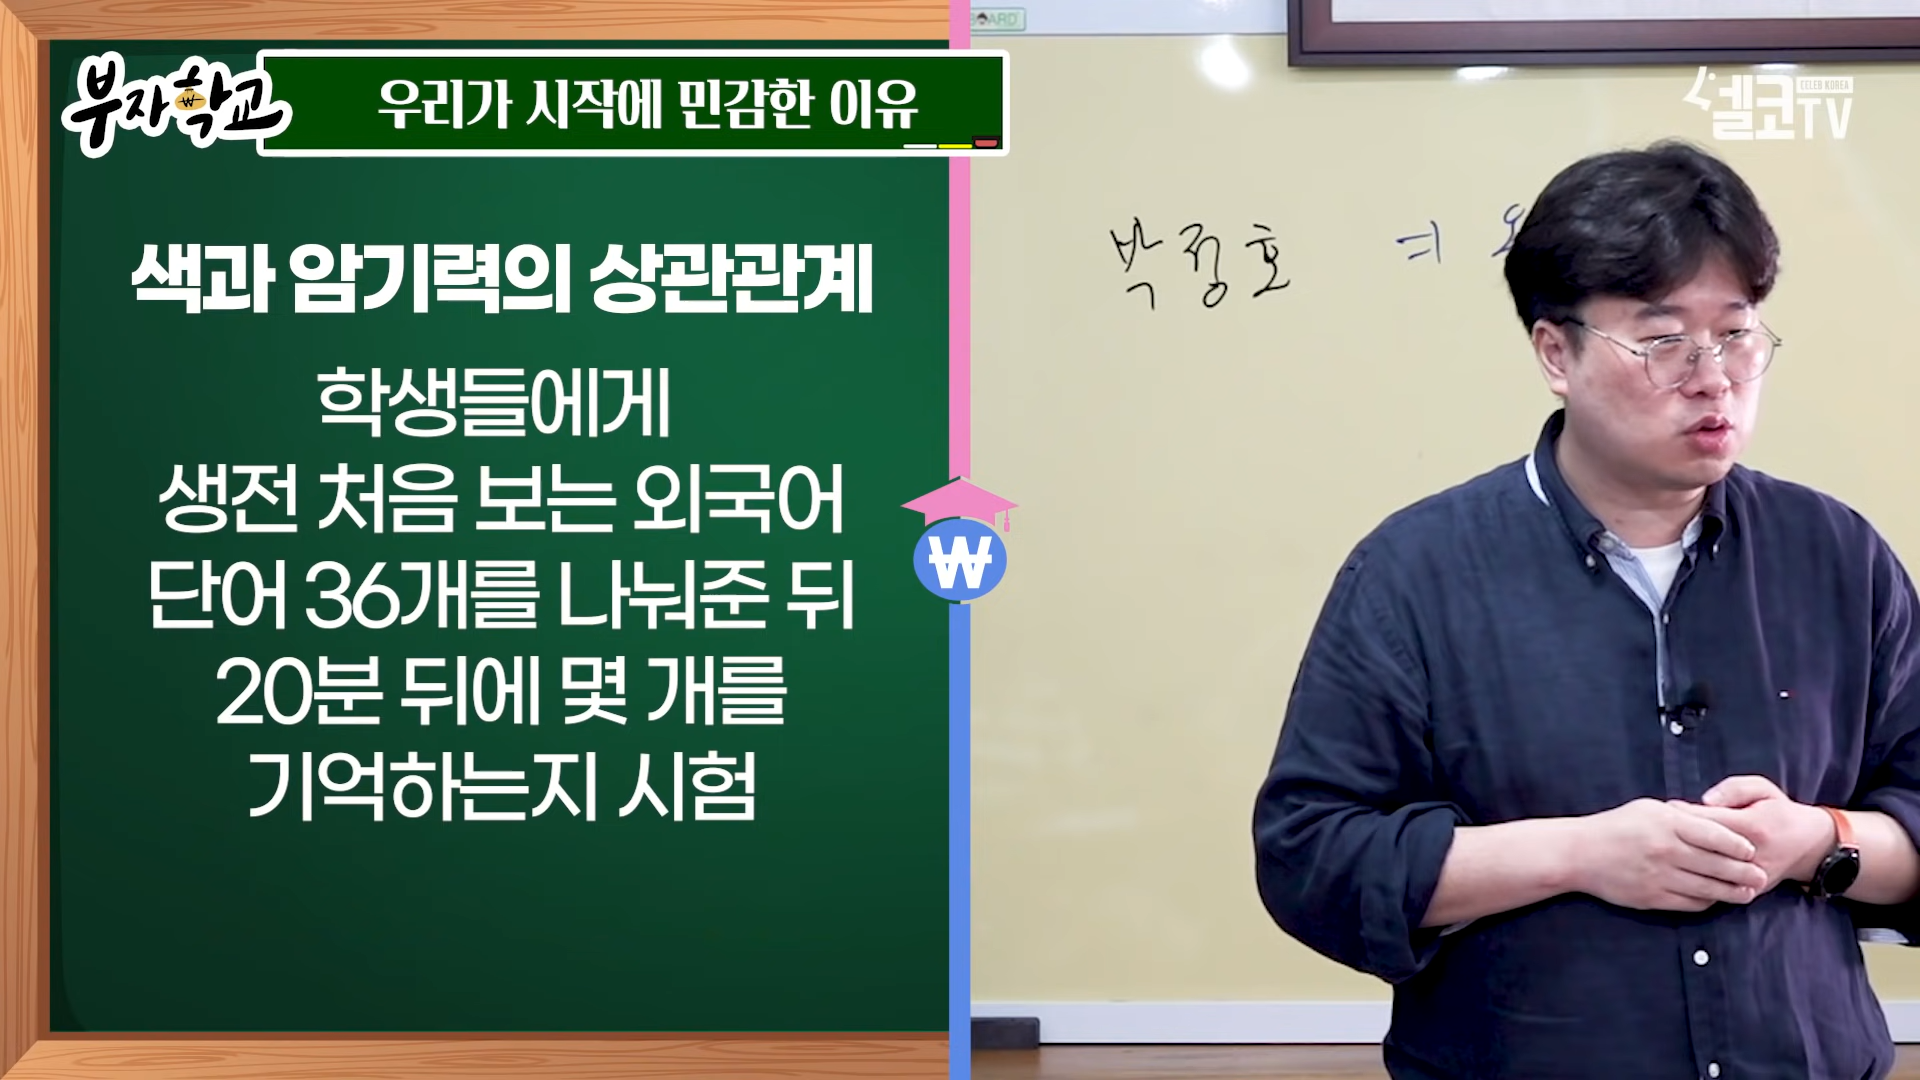 부자학교
우리가 시작에 민감한 이유
색과 암기력의 상관관계
학생들에게
생전 처음 보는 외국어
단어 36개를 나눠준 뒤
20분 뒤에 몇 개를
기억하는지 시험
₩
셀코TV
CELEB KOREA
박정호